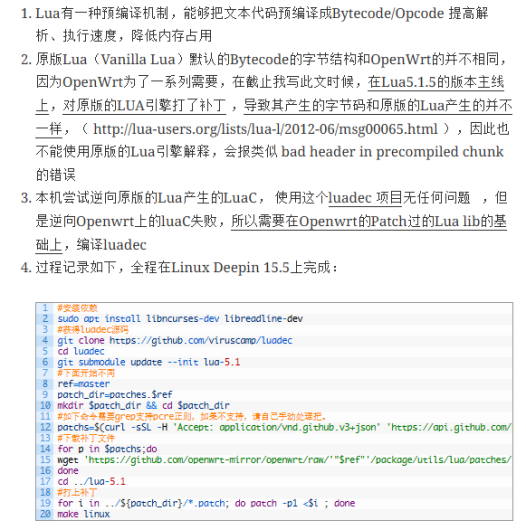 1. Lua有一种预编译机制，能够把文本代码预编译成Bytecode/Opcode 提高解
析、执行速度，降低内存占用
2. 原版Lua（Vanilla Lua）默认的Bytecode的字节结构和OpenWrt的并不相同，
因为OpenWrt为了一系列需要，在截止我写此文时候，在Lua5.1.5的版本主线
上，对原版的LUA引擎打了补丁 ，导致其产生的字节码和原版的Lua产生的并不
一样，（ http://lua-users.org/lists/lua-l/2012-06/msg00065.html ），因此也
不能使用原版的Lua引擎解释，会报类似 bad header in precompiled chunk
的错误
3. 本机尝试逆向原版的Lua产生的LuaC， 使用这个luadec 项目无任何问题 ，但
是逆向Openwrt上的luaC失败，所以需要在Openwrt的Patch过的Lua lib的基
础上，编译luadec
4. 过程记录如下，全程在Linux Deepin 15.5上完成：
1 #安装依赖
2 sudo apt install libncurses-dev libreadline-dev
3 #获得luadec源码
4 git clone https://github.com/viruscamp/luadec
5 cd luadec
6 git submodule update --init lua-5.1
7 #下面开始不同
8 ref=master
9 patch_dir=patches.$ref
10 mkdir $patch_dir && cd $patch_dir
11 #如下命令需要grep支持pcre正则，如果不支持，请自己手动处理把。
12 patchs=$(curl -sSL -H 'Accept: application/vnd.github.v3+json' 'https://api.github.com/
13 #下载补丁文件
14 for p in $patchs;do
15 wget 'https://github.com/openwrt-mirror/openwrt/raw/'"$ref"'/package/utils/lua/patches/
16 done
17 cd ../lua-5.1
18 #打上补丁
19 for i in ../${patch_dir}/*.patch; do patch -p1 <$i ; done
20 make linux